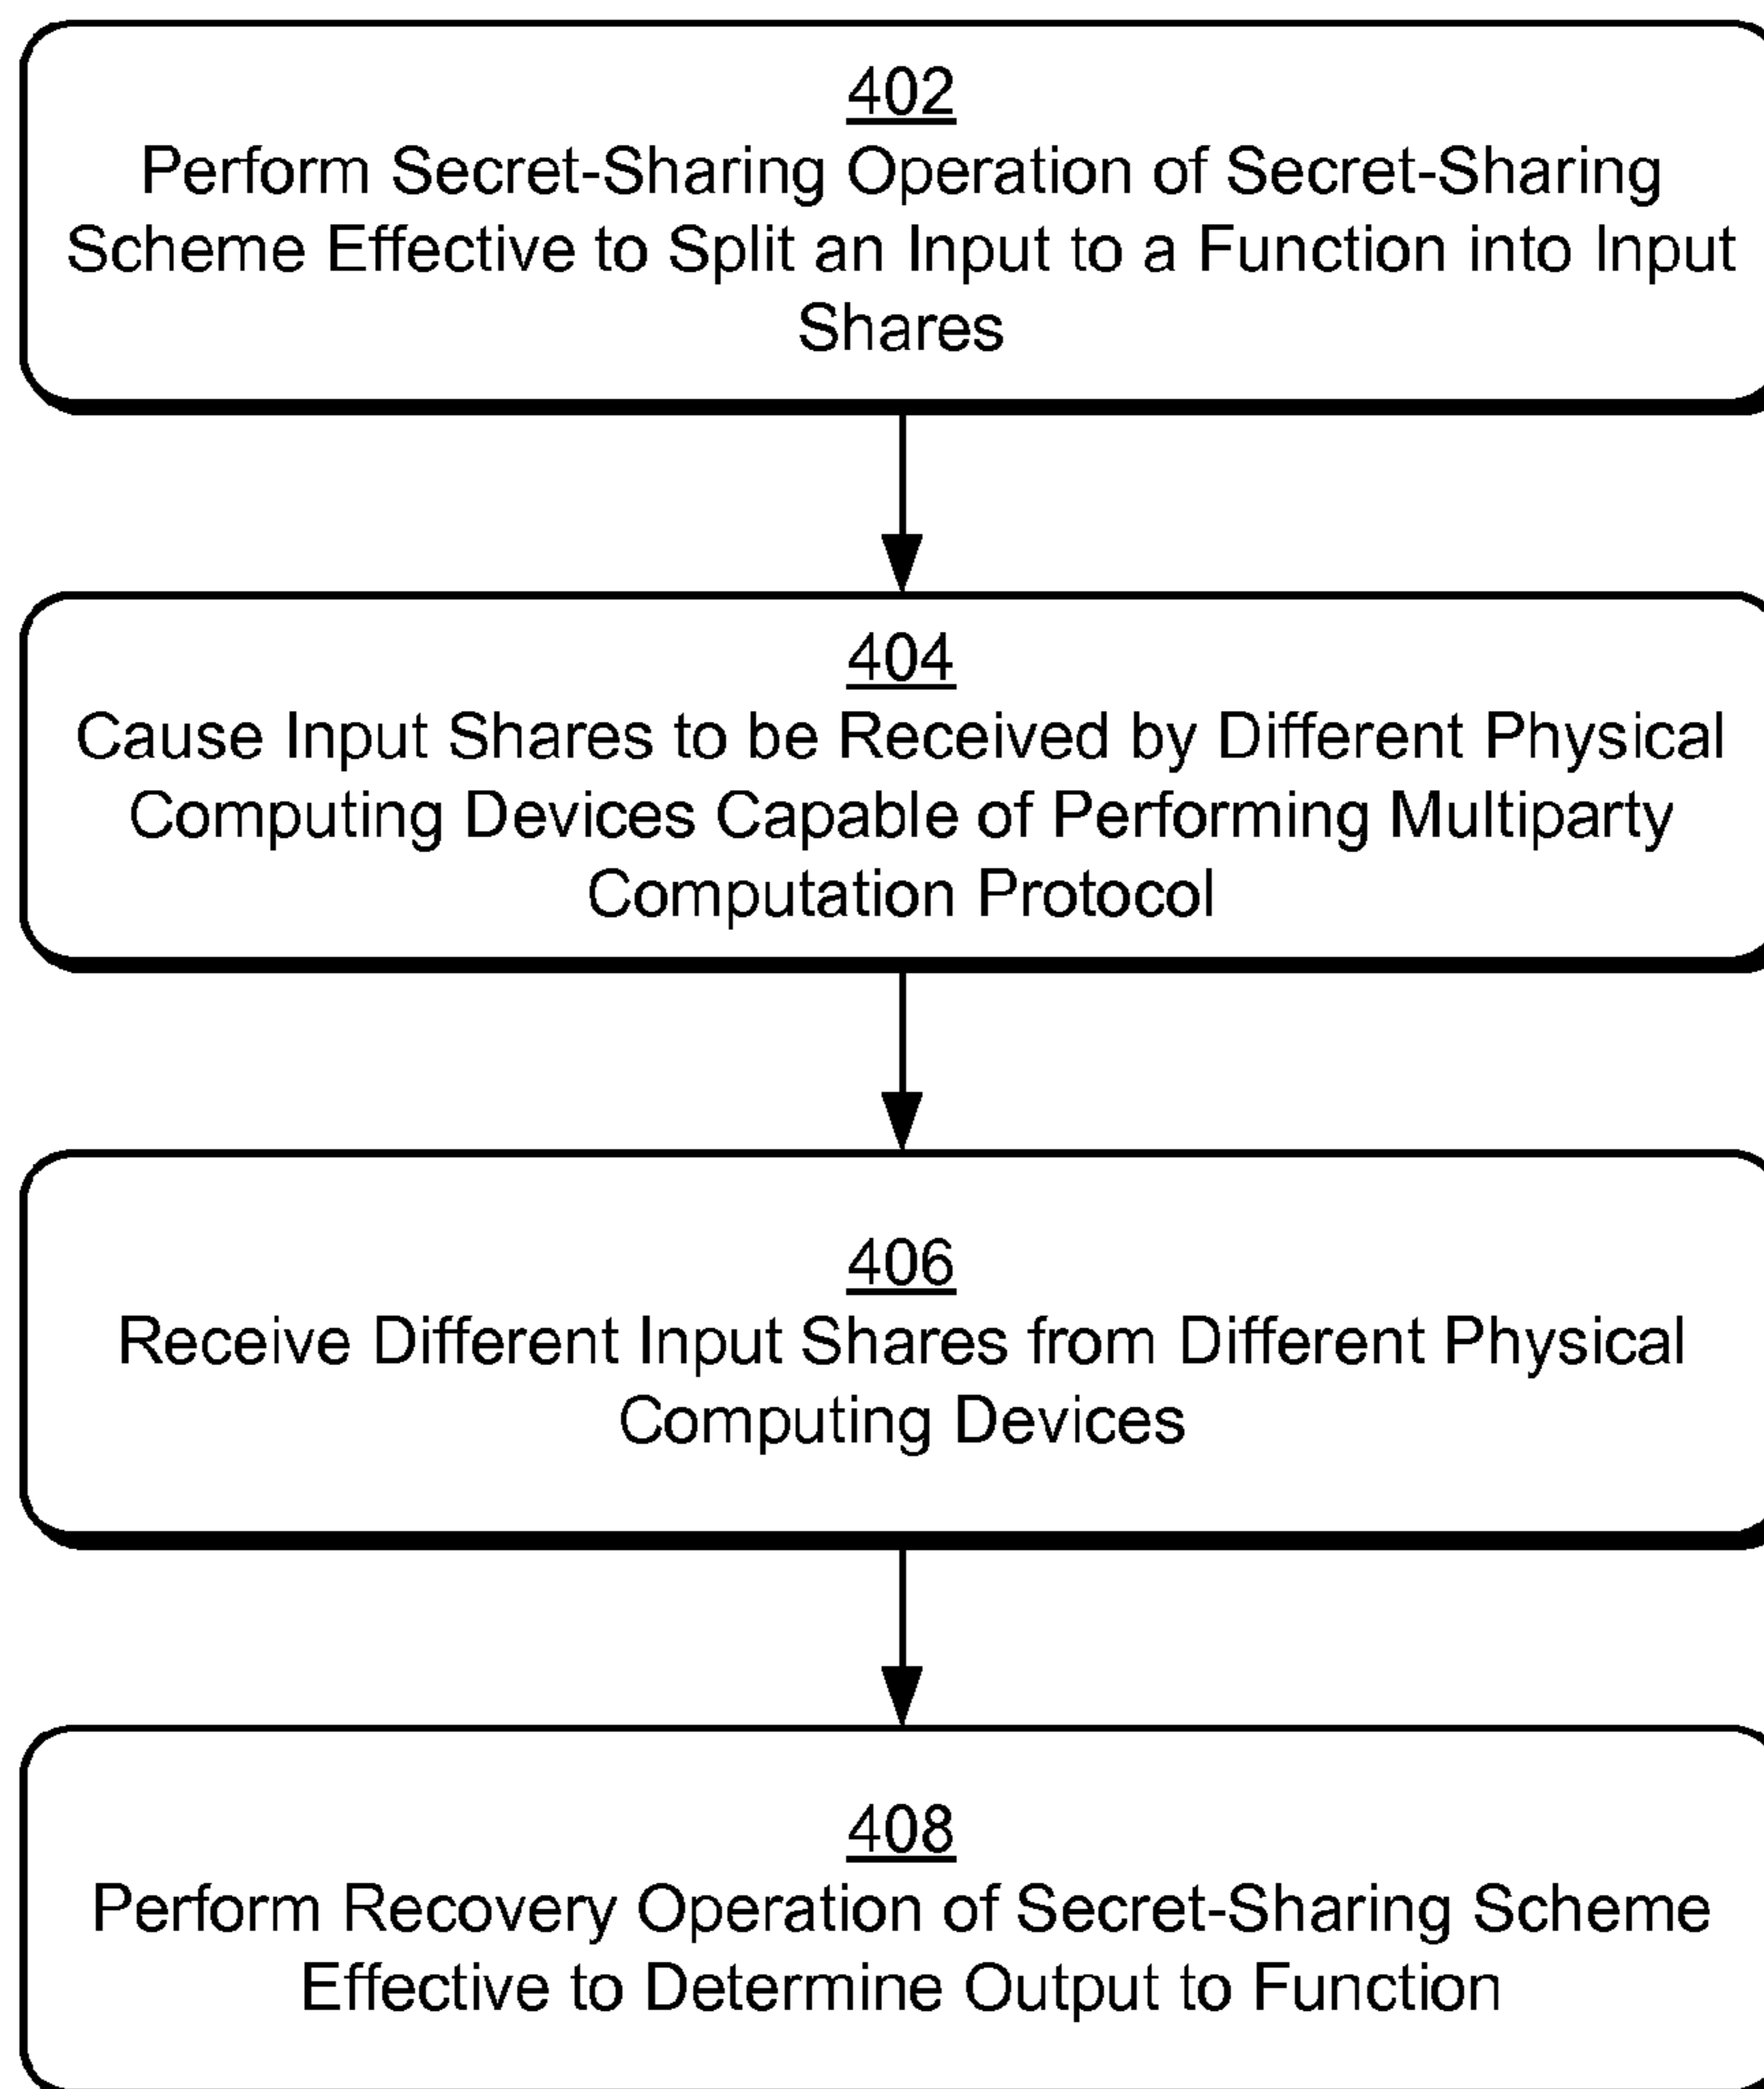 402
Perform Secret-Sharing Operation of Secret-Sharing
Scheme Effective to Split an Input to a Function into Input
Shares
404
Cause Input Shares to be Received by Different Physical
Computing Devices Capable of Performing Multiparty
Computation Protocol
406
Receive Different Input Shares from Different Physical
Computing Devices
408
Perform Recovery Operation of Secret-Sharing Scheme
Effective to Determine Output to Function